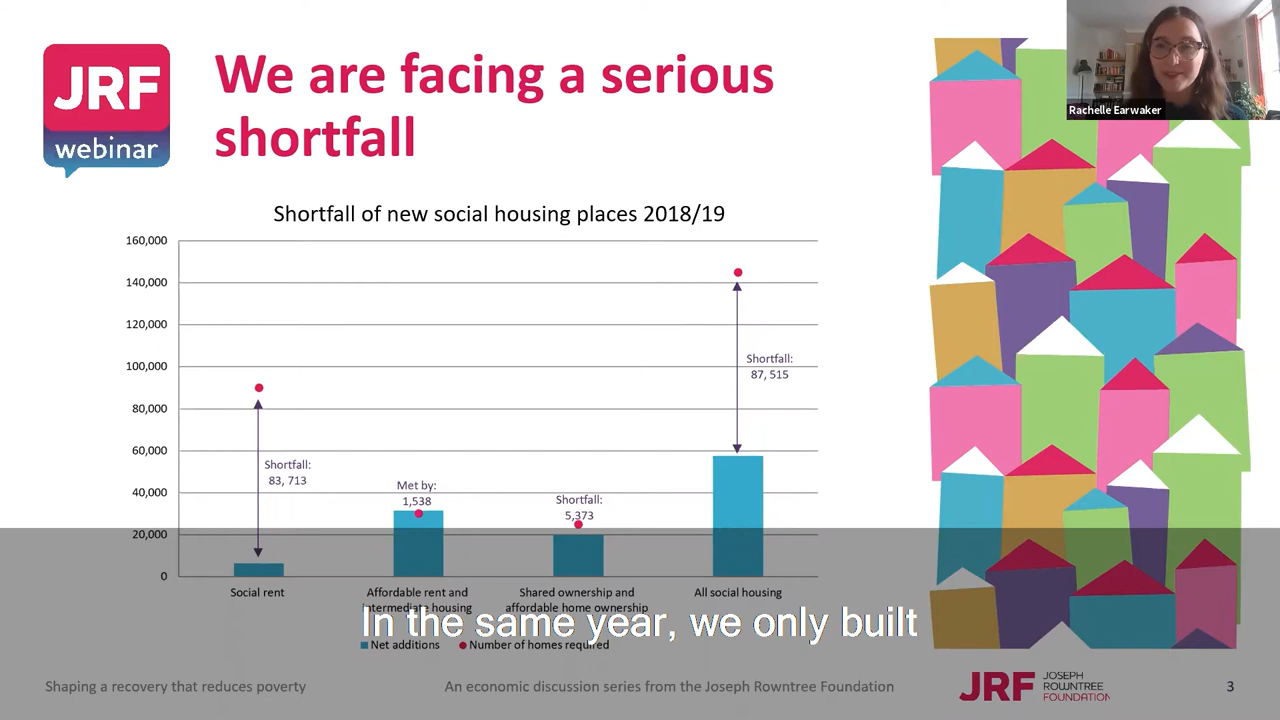 JRF
webinar
We are facing a serious
shortfall
Rachelle Earwaker
Shortfall of new social housing places 2018/19
160,000
140,000
120,000
100,000
80,000
60,000
40,000
20,000
0
Shortfall:
83, 713
Met by:
1,538
Shortfall:
5,373
Shortfall:
87, 515
Social rent
Affordable rent and
intermediate housing
Shared ownership and
affordable home ownership
All social housing
In the same year, we only built
Net additions
Number of homes required
Shaping a recovery that reduces poverty
An economic discussion series from the Joseph Rowntree Foundation
JRF
JOSEPH
ROWNTREE
FOUNDATION
3